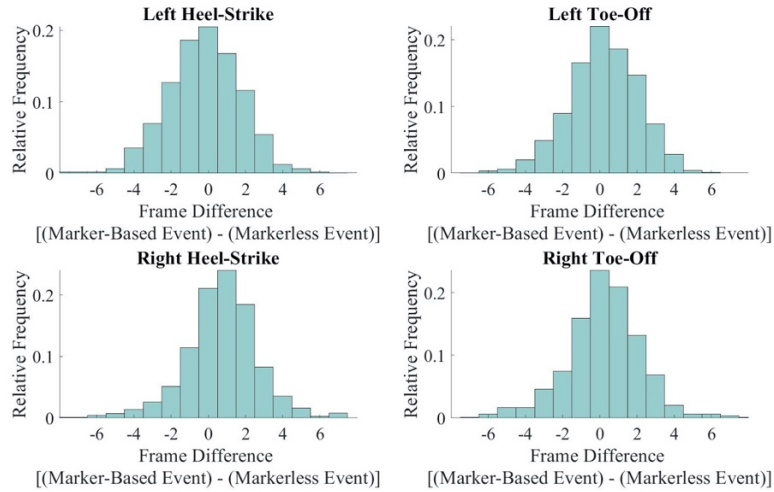 Left Heel-Strike
Relative Frequency
0.2
0.1
0
-6 -4 -2 0 2 4 6
Frame Difference
[(Marker-Based Event) - (Markerless Event)]
Left Toe-Off
Relative Frequency
0.2
0.1
0
-6 -4 -2 0 2 4 6
Frame Difference
[(Marker-Based Event) - (Markerless Event)]
Right Heel-Strike
Relative Frequency
0.2
0.1
0
-6 -4 -2 0 2 4 6
Frame Difference
[(Marker-Based Event) - (Markerless Event)]
Right Toe-Off
Relative Frequency
0.2
0.1
0
-6 -4 -2 0 2 4 6
Frame Difference
[(Marker-Based Event) - (Markerless Event)]